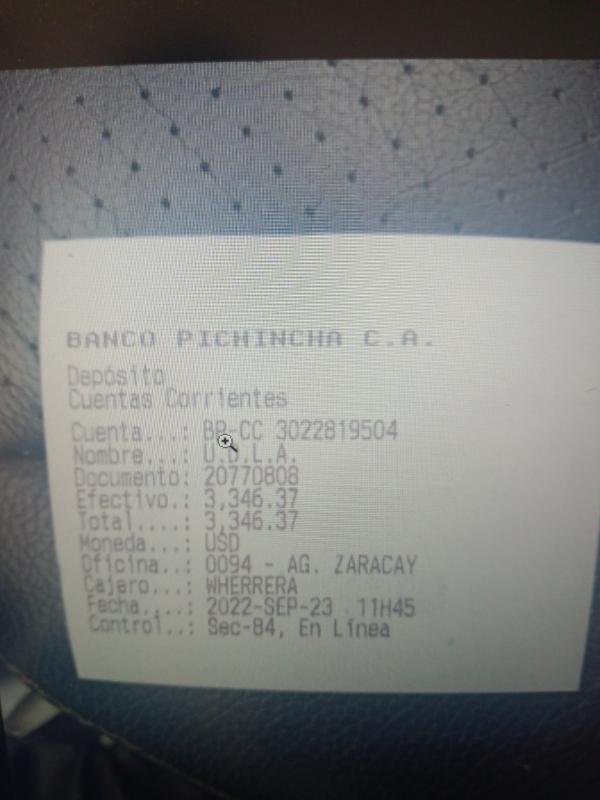 BANCO PICHINCHA C.A.
Depósito
Cuentas Corrientes
Cuenta...: BP-CC 3022819504
Nombre...: U.D.L.A.
Documento: 20770808
Efectivo.: 3,346.37
Total....: 3,346.37
Moneda...: USD
Oficina..: 0094 - AG. ZARACAY
Cajero...: WHERRERA
Fecha....: 2022-SEP-23 11H45
Control..: Sec-84, En Línea